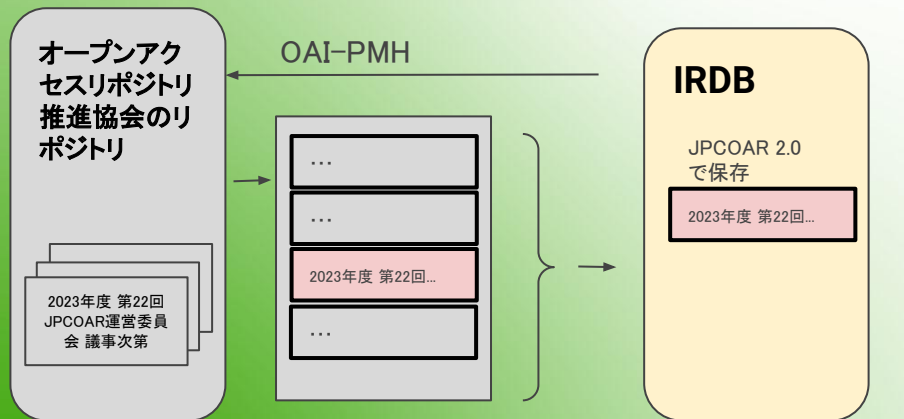 オープンアク
セスリポジトリ
推進協会のリ
ポジトリ
2023年度 第22回
JPCOAR運営委員
会 議事次第
OAI-PMH
...
...
2023年度 第22回...
...
IRDB
JPCOAR 2.0
で保存
2023年度 第22回...